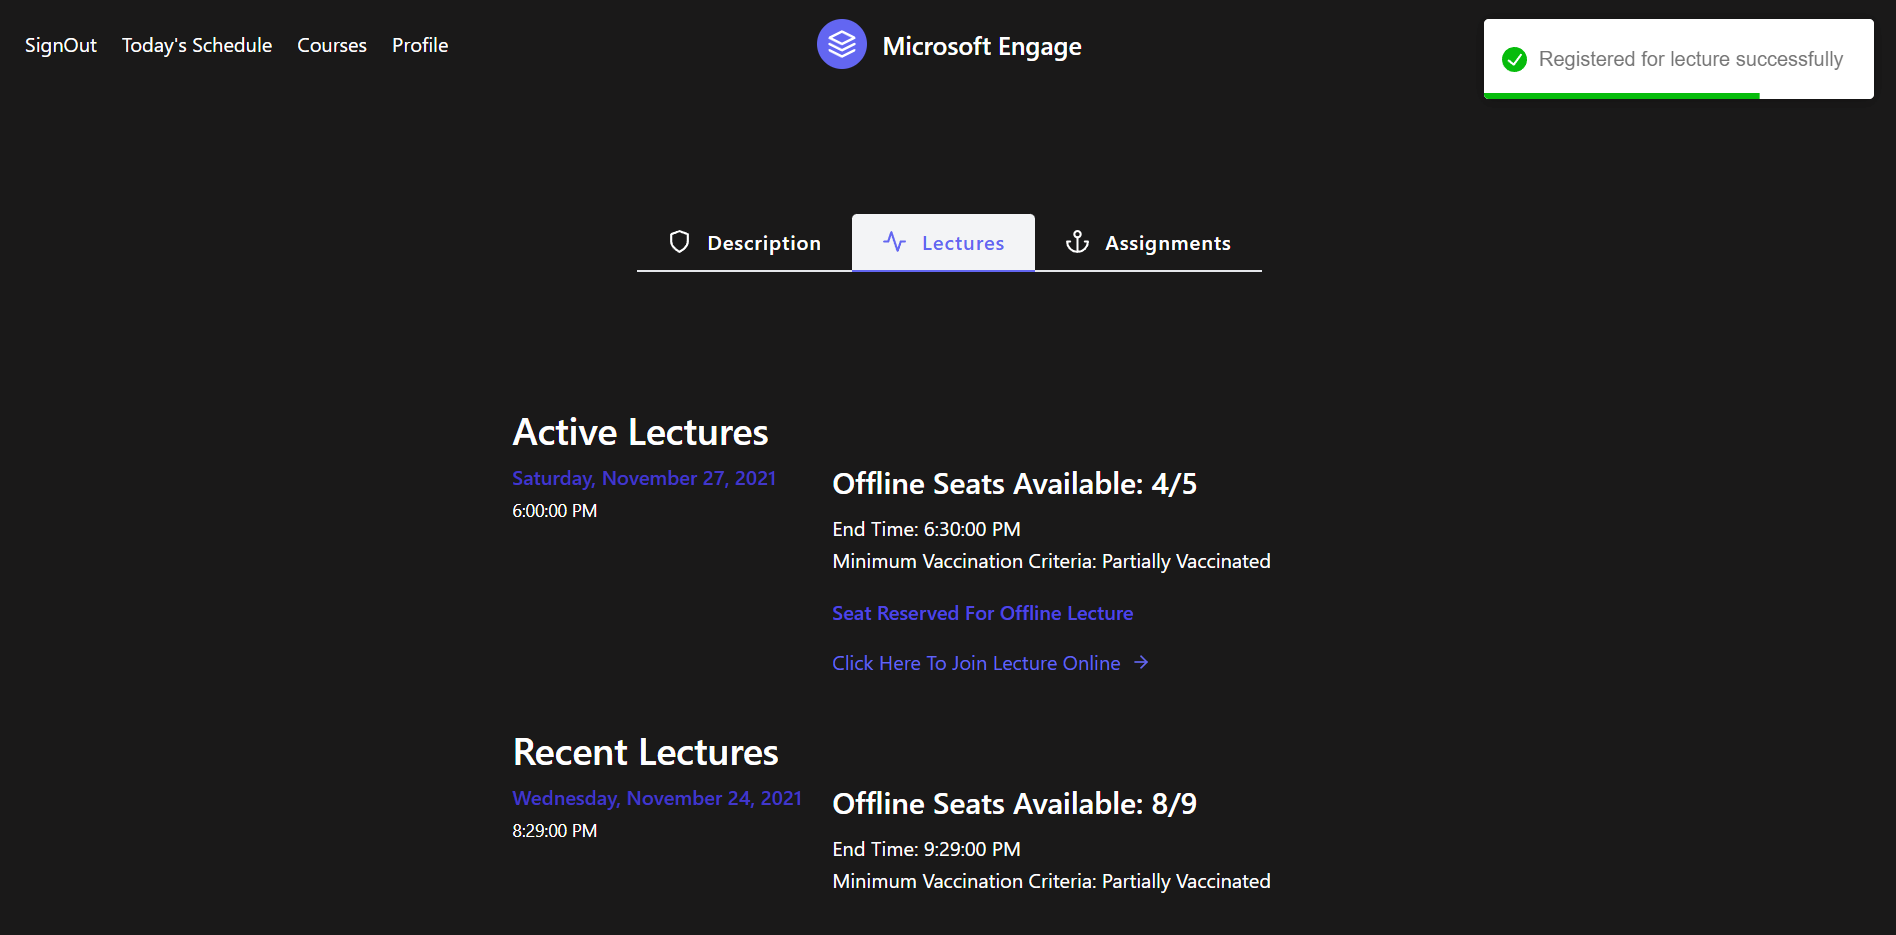 SignOut Today's Schedule Courses Profile
Microsoft Engage
Registered for lecture successfully
Description Lectures Assignments
Active Lectures
Saturday, November 27, 2021
6:00:00 PM
Offline Seats Available: 4/5
End Time: 6:30:00 PM
Minimum Vaccination Criteria: Partially Vaccinated
Seat Reserved For Offline Lecture
Click Here To Join Lecture Online →
Recent Lectures
Wednesday, November 24, 2021
8:29:00 PM
Offline Seats Available: 8/9
End Time: 9:29:00 PM
Minimum Vaccination Criteria: Partially Vaccinated